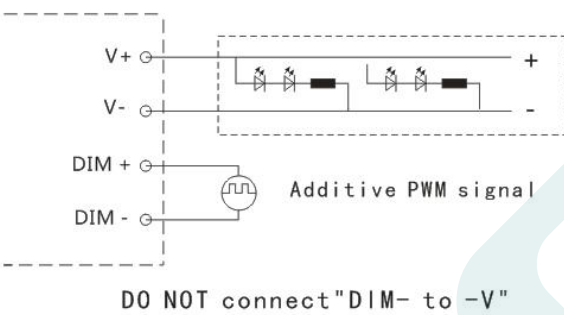 V+
+
V-
-
DIM +
Additive PWM signal
DIM -
DO NOT connect"DIM- to -V"